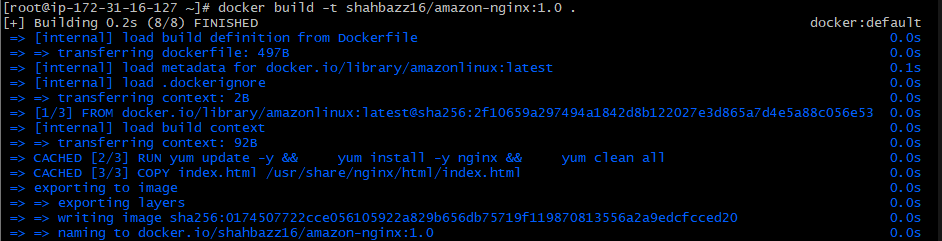 [root@ip-172-31-16-127 ~]# docker build -t shahbazz16/amazon-nginx:1.0 .
[+] Building 0.2s (8/8) FINISHED docker:default
=> [internal] load build definition from Dockerfile 0.0s
=> => transferring dockerfile: 497B 0.0s
=> [internal] load metadata for docker.io/library/amazonlinux:latest 0.1s
=> [internal] load .dockerignore 0.0s
=> => transferring context: 2B 0.0s
=> [1/3] FROM docker.io/library/amazonlinux:latest@sha256:2f10659a297494a1842d8b122027e3d865a7d4e5a88c056e53 0.0s
=> [internal] load build context 0.0s
=> => transferring context: 92B 0.0s
=> CACHED [2/3] RUN yum update -y && yum install -y nginx && yum clean all 0.0s
=> CACHED [3/3] COPY index.html /usr/share/nginx/html/index.html 0.0s
=> exporting to image 0.0s
=> => exporting layers 0.0s
=> => writing image sha256:0174507722cce056105922a829b656db75719f119870813556a2a9edcfcced20 0.0s
=> => naming to docker.io/shahbazz16/amazon-nginx:1.0 0.0s